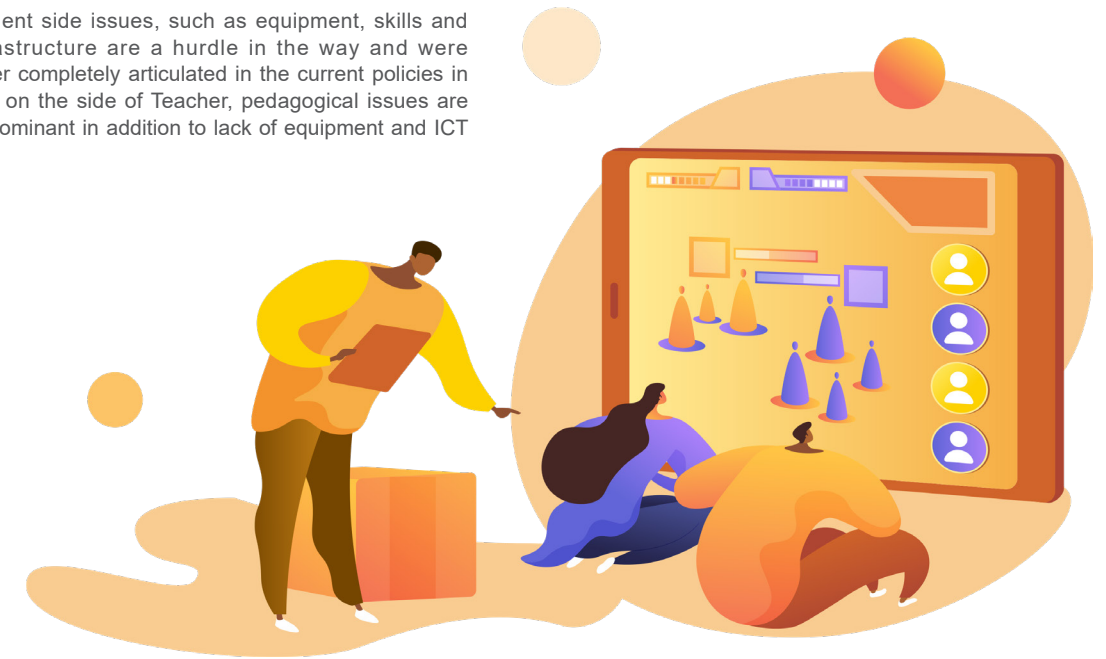 ent side issues, such as equipment, skills and
astructure are a hurdle in the way and were
er completely articulated in the current policies in
on the side of Teacher, pedagogical issues are
ominant in addition to lack of equipment and ICT